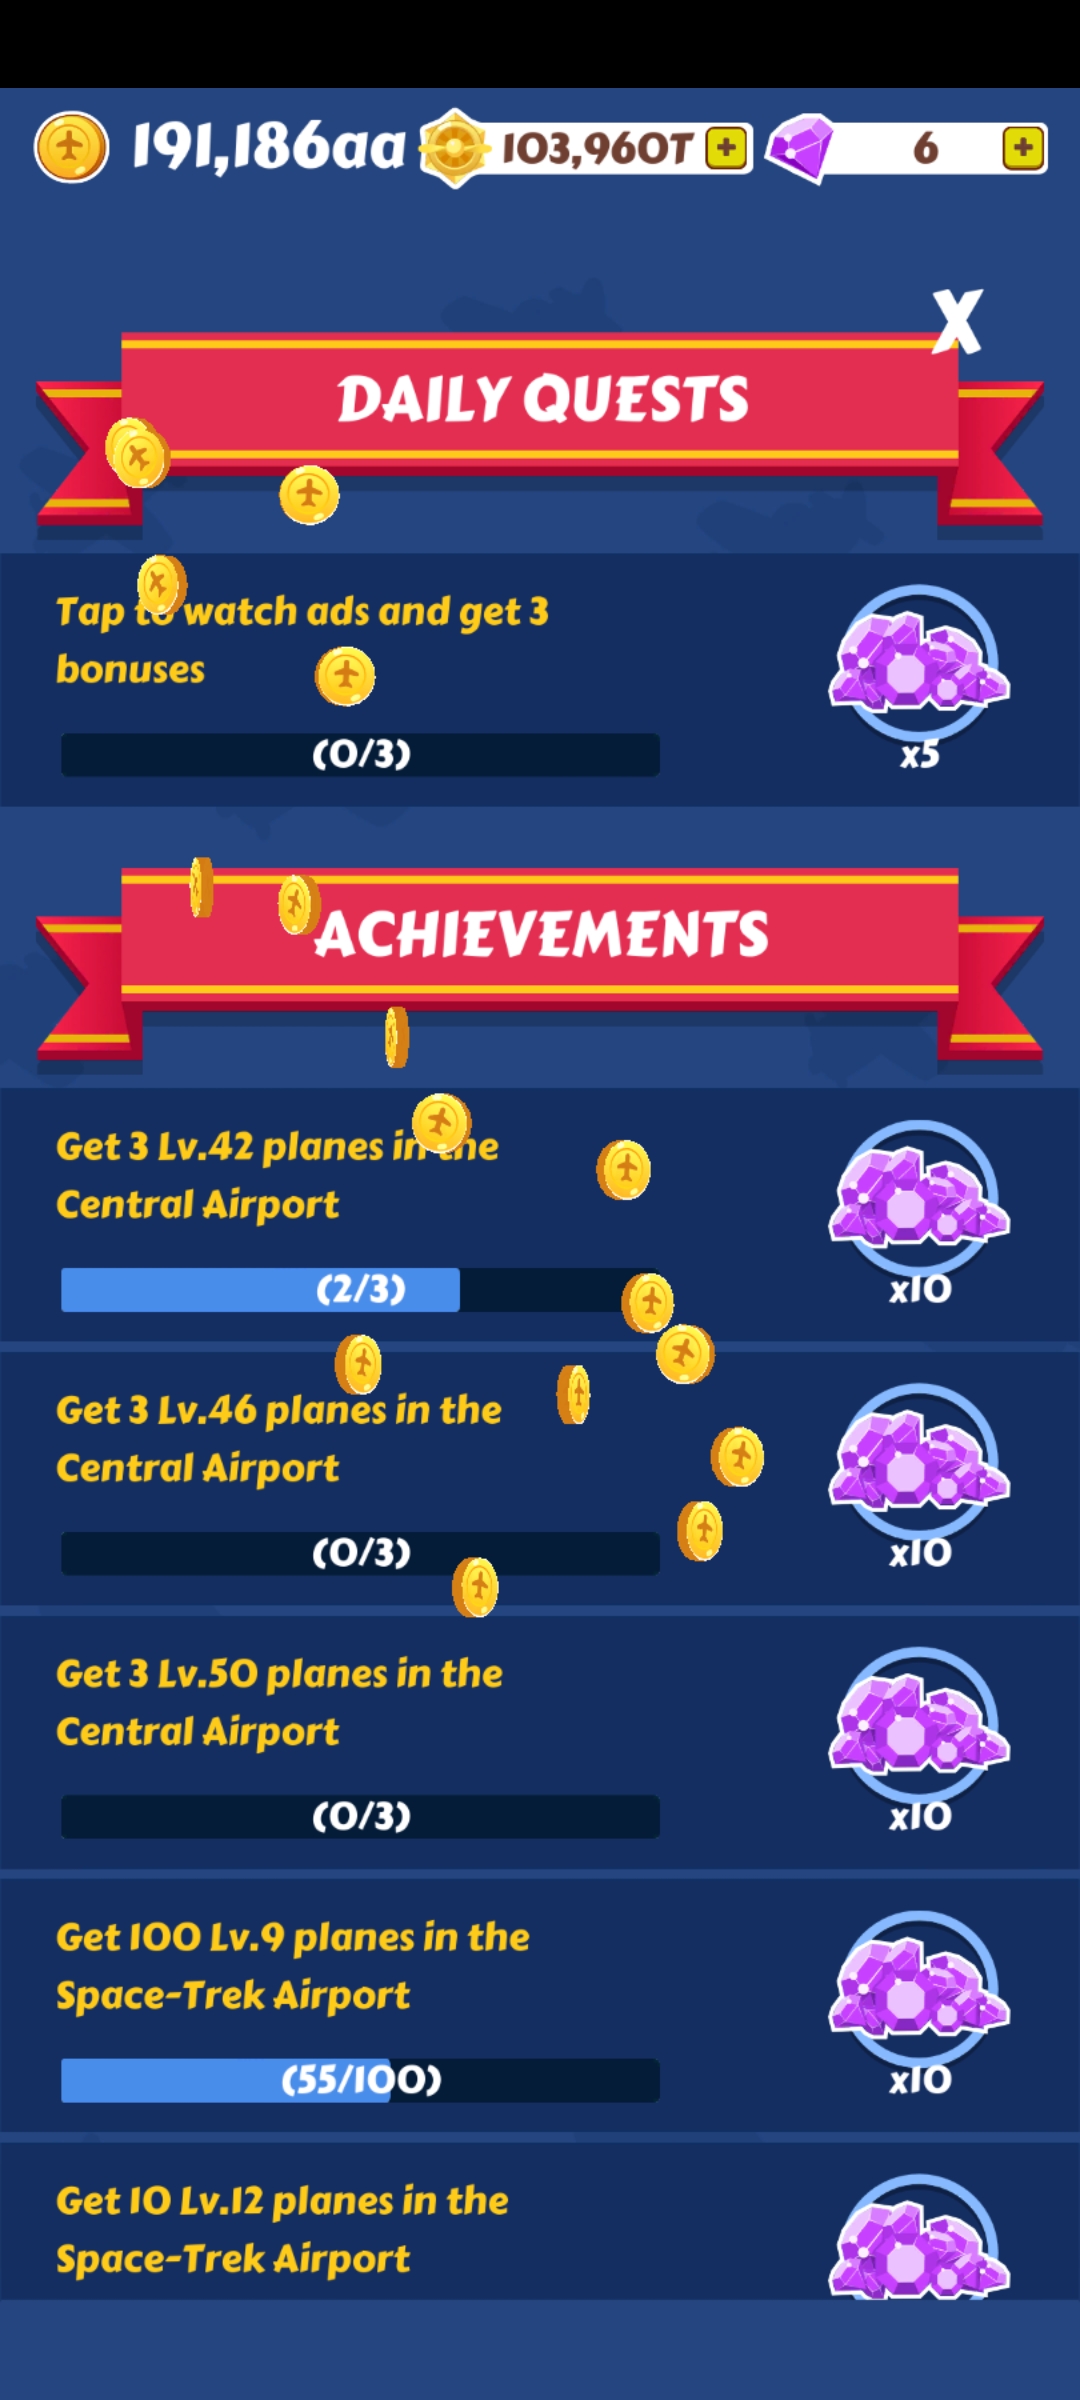 191,186aa 103,960T + 6 +
X
DAILY QUESTS
Tap to watch ads and get 3
bonuses
(0/3)
x5
ACHIEVEMENTS
Get 3 Lv.42 planes in the
Central Airport
(2/3)
x10
Get 3 Lv.46 planes in the
Central Airport
(0/3)
x10
Get 3 Lv.50 planes in the
Central Airport
(0/3)
x10
Get 100 Lv.9 planes in the
Space-Trek Airport
(55/100)
x10
Get 10 Lv.12 planes in the
Space-Trek Airport